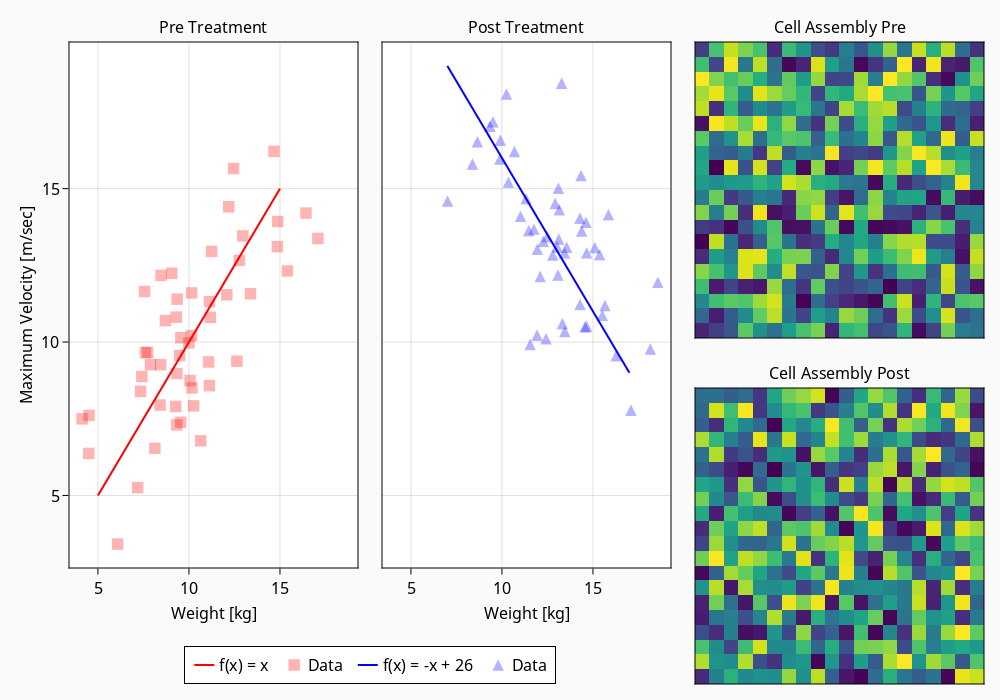 Pre Treatment
Post Treatment
Cell Assembly Pre
Maximum Velocity [m/sec]
15
10
5
5 10 15
5 10 15
Weight [kg]
Weight [kg]
Cell Assembly Post
f(x) = x Data f(x) = -x + 26 Data